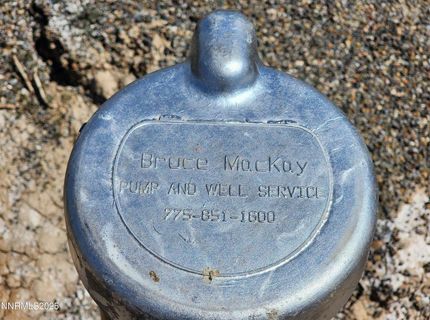 Bruce MacKay
PUMP AND WELL SERVICE
775-851-1600
NNRMLS2025